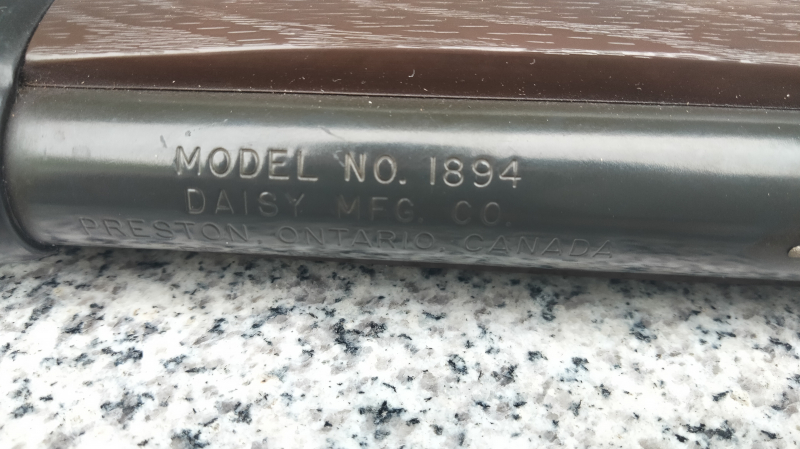 MODEL NO. 1894
DAISY MFG. CO.
PRESTON, ONTARIO, CANADA